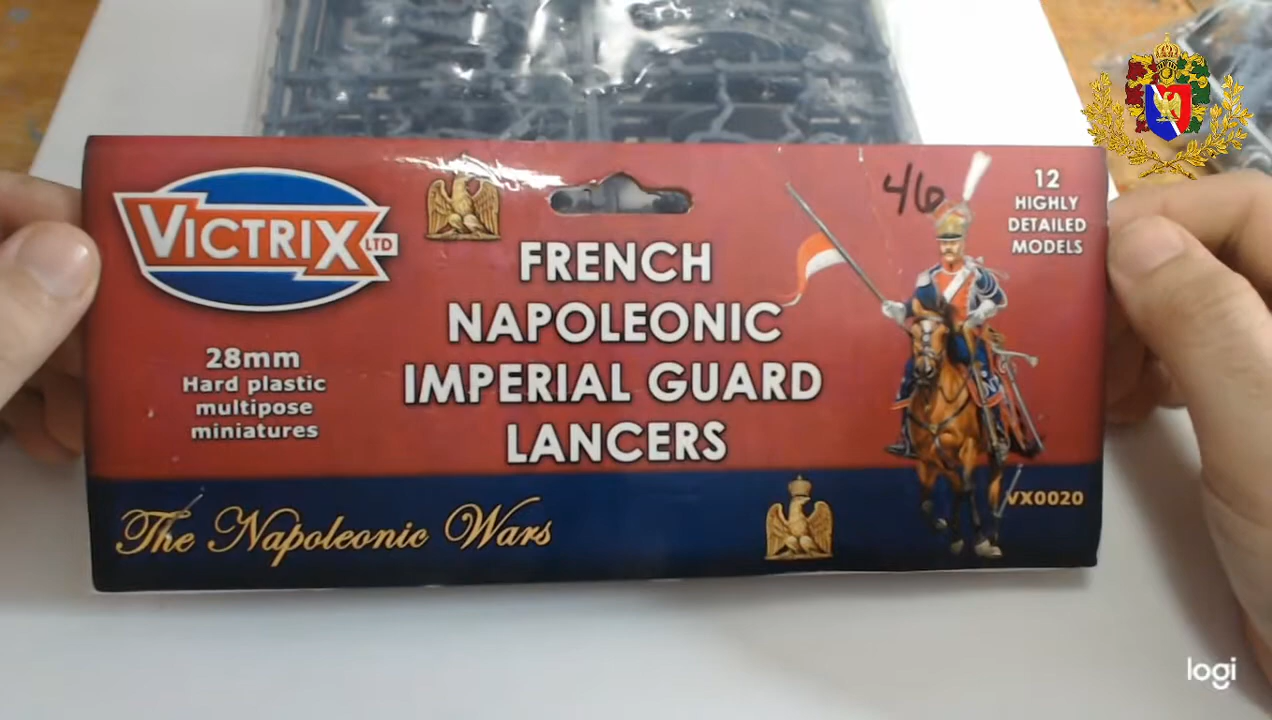 VICTRIX LTD
28mm
Hard plastic
multipose
miniatures
FRENCH
NAPOLEONIC
IMPERIAL GUARD
LANCERS
46
12
HIGHLY
DETAILED
MODELS
The Napoleonic Wars
VX0020
logi